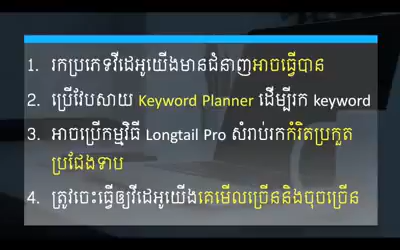 1. រកប្រភេទវីដេអូយើងមានជំនាញអាចធ្វើបាន
2. ប្រើវែបសាយ Keyword Planner ដើម្បីរក keyword
3. អាចប្រើកម្មវិធី Longtail Pro សំរាប់រកកំរិតប្រកួត
ប្រជែងទាប
4. ត្រូវចេះធ្វើឲ្យវីដេអូយើងគេមើលច្រើននិងចុចច្រើន